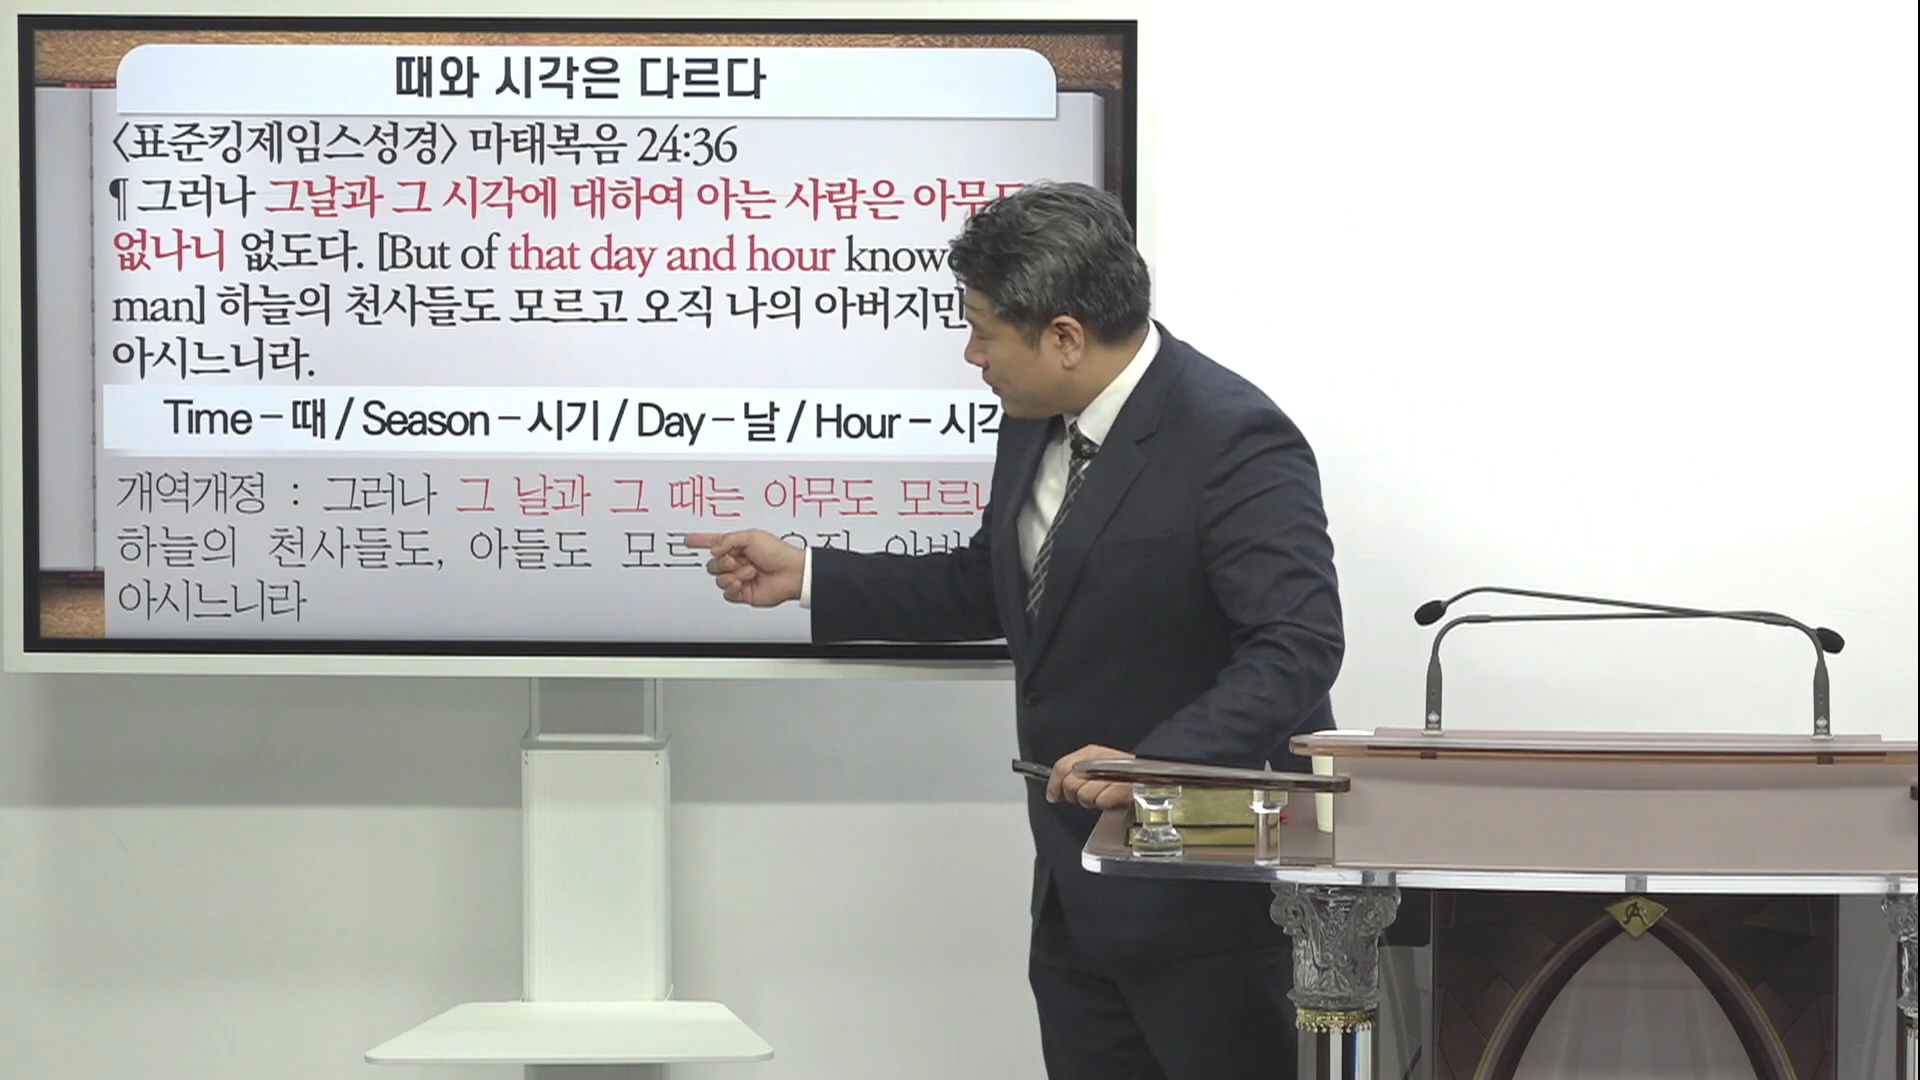 때와 시각은 다르다
〈표준킹제임스성경〉 마태복음 24:36
¶ 그러나 그날과 그 시각에 대하여 아는 사람은
없나니 없도다. [But of that day and hour
man] 하늘의 천사들도 모르고 오직 나의 아버지만
아시느니라.
Time – 때 / Season – 시기 / Day – 날 / Hour – 시각
개역개정 : 그러나 그 날과 그 때는 아무도
하늘의 천사들도, 아들도
아시느니라